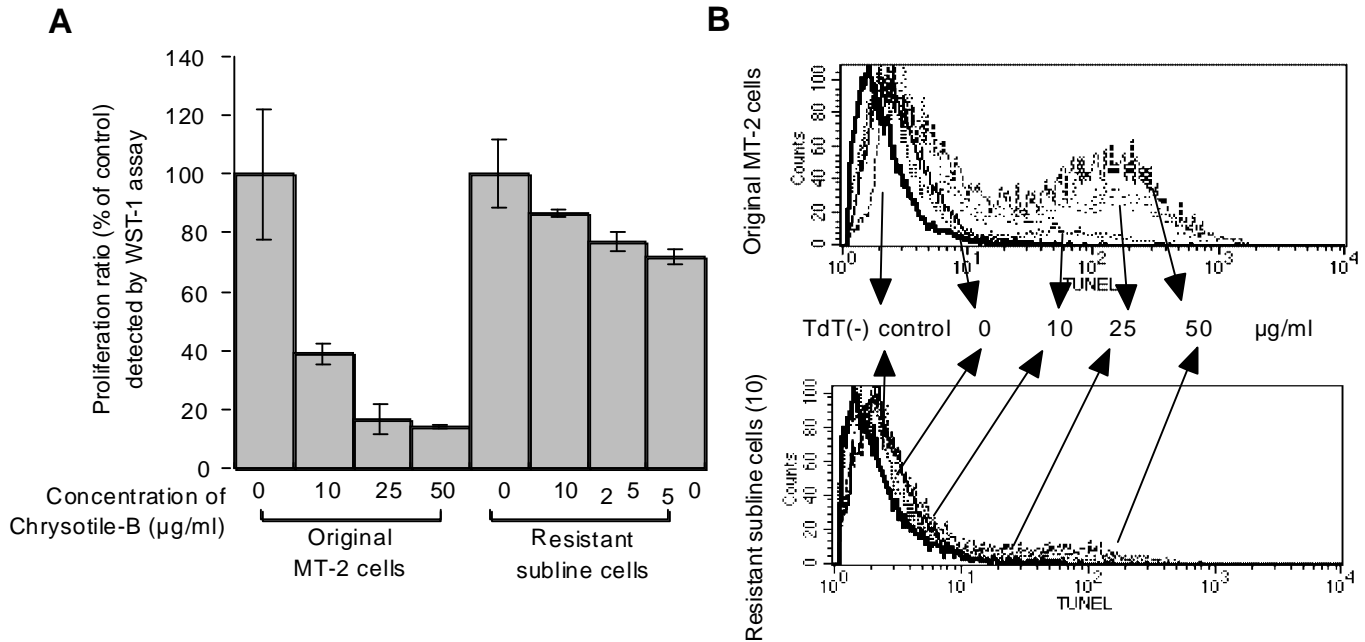 A
140
120
100
80
60
40
20
0
Proliferation ratio (% of control)
detected by WST-1 assay
Concentration of
Chrysotile-B (µg/ml)
0 10 25 50 0 10 2 5 5 0
Original
MT-2 cells
Resistant
subline cells
B
Original MT-2 cells
Counts
0 20 40 60 80 100
10^0 10^1 10^2 10^3 10^4
TUNEL
TdT(-) control 0 10 25 50 µg/ml
Resistant subline cells (10)
Counts
0 20 40 60 80 100
10^0 10^1 10^2 10^3 10^4
TUNEL